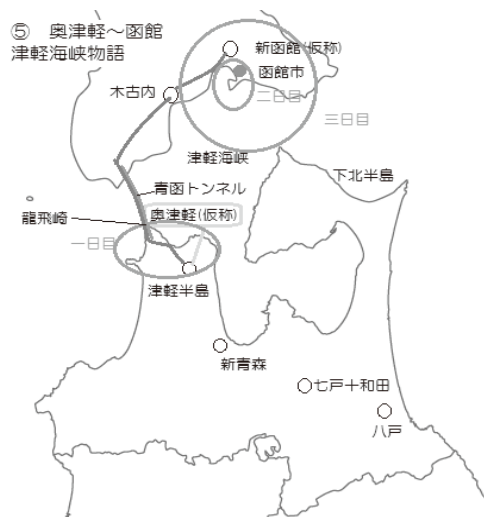 ⑤　奥津軽～函館
津軽海峡物語
新函館(仮称)
函館市
木古内
二日目
三日目
津軽海峡
下北半島
青函トンネル
奥津軽(仮称)
龍飛崎
一日目
津軽半島
新青森
七戸十和田
八戸